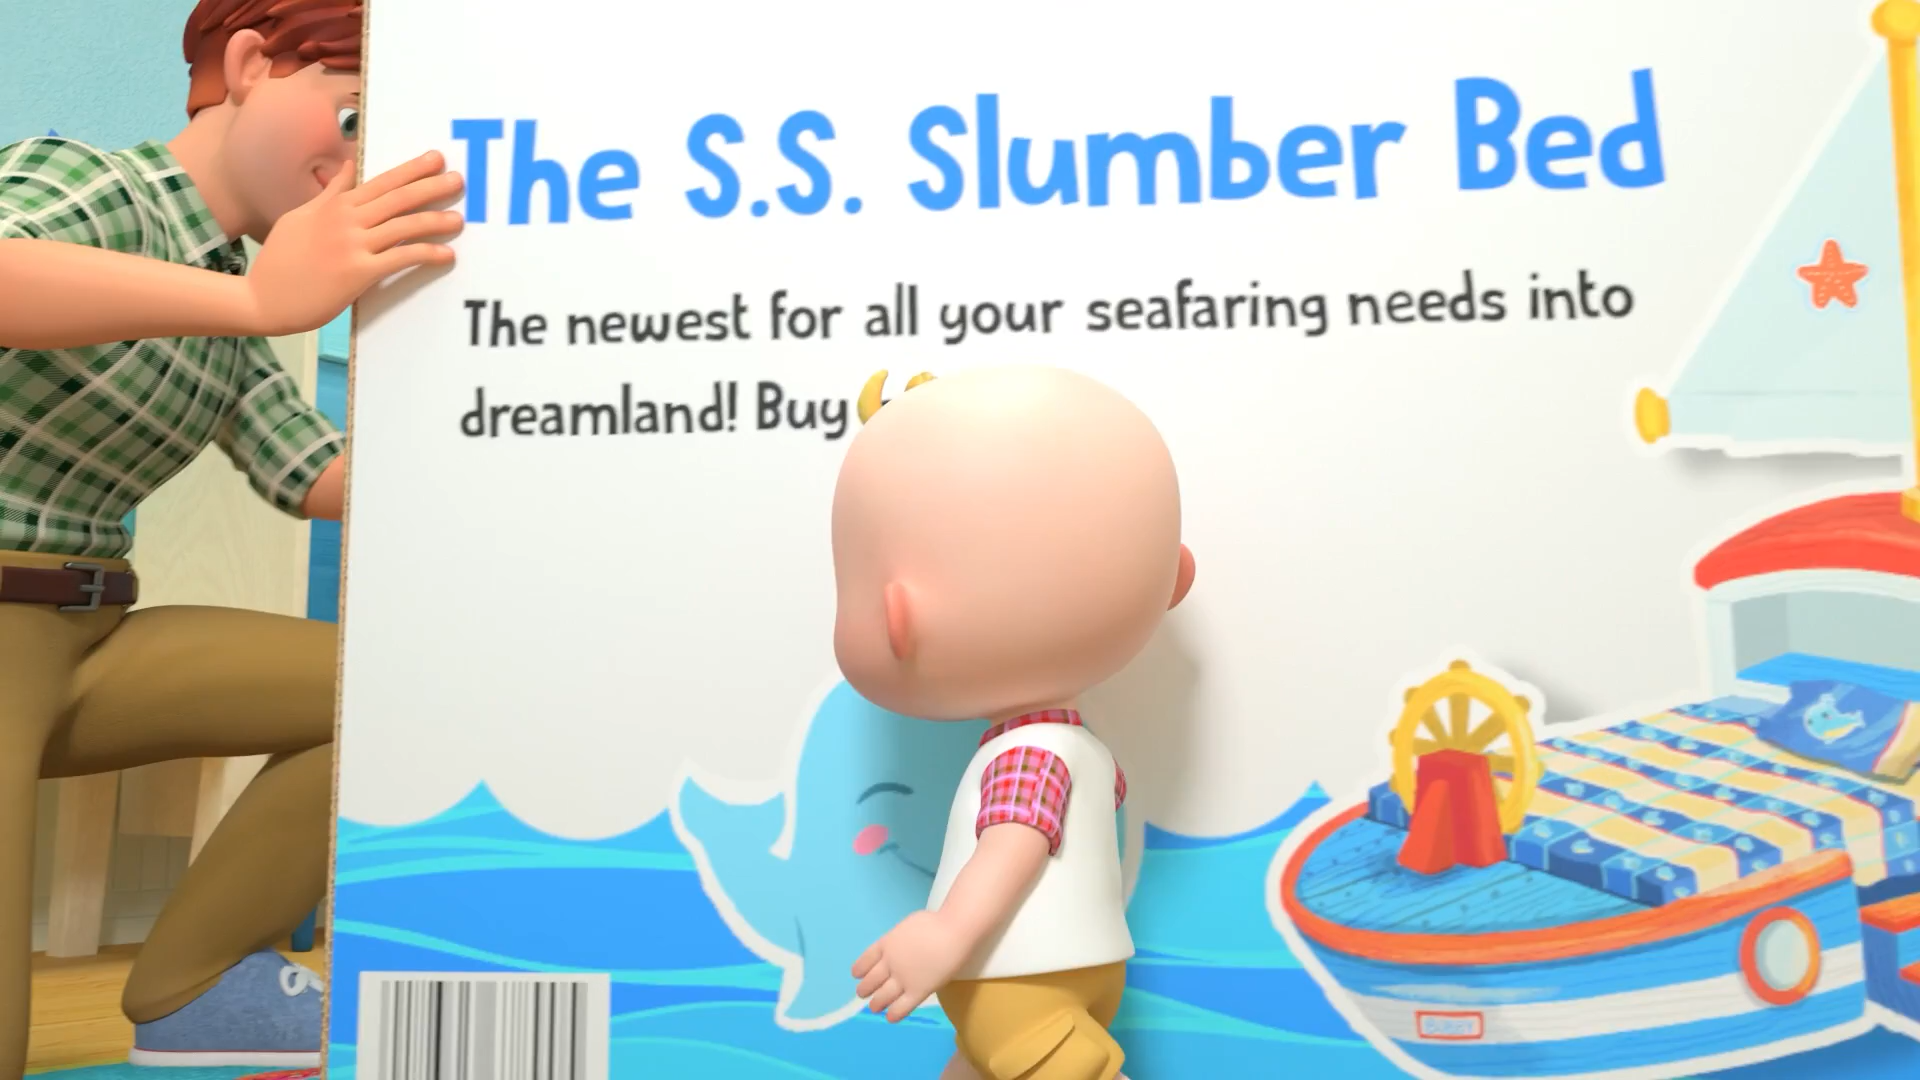 The S.S. Slumber Bed
The newest for all your seafaring needs into
dreamland! Buy